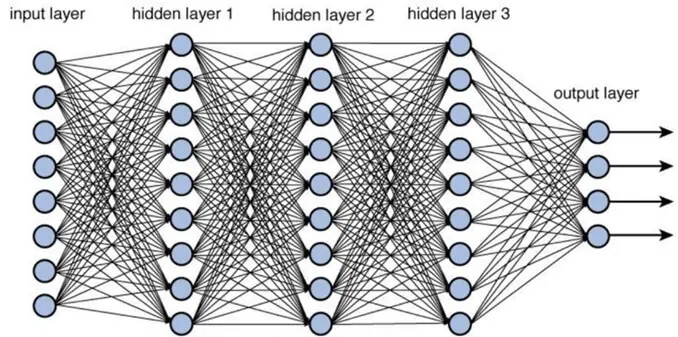 input layer
hidden layer 1
hidden layer 2
hidden layer 3
output layer